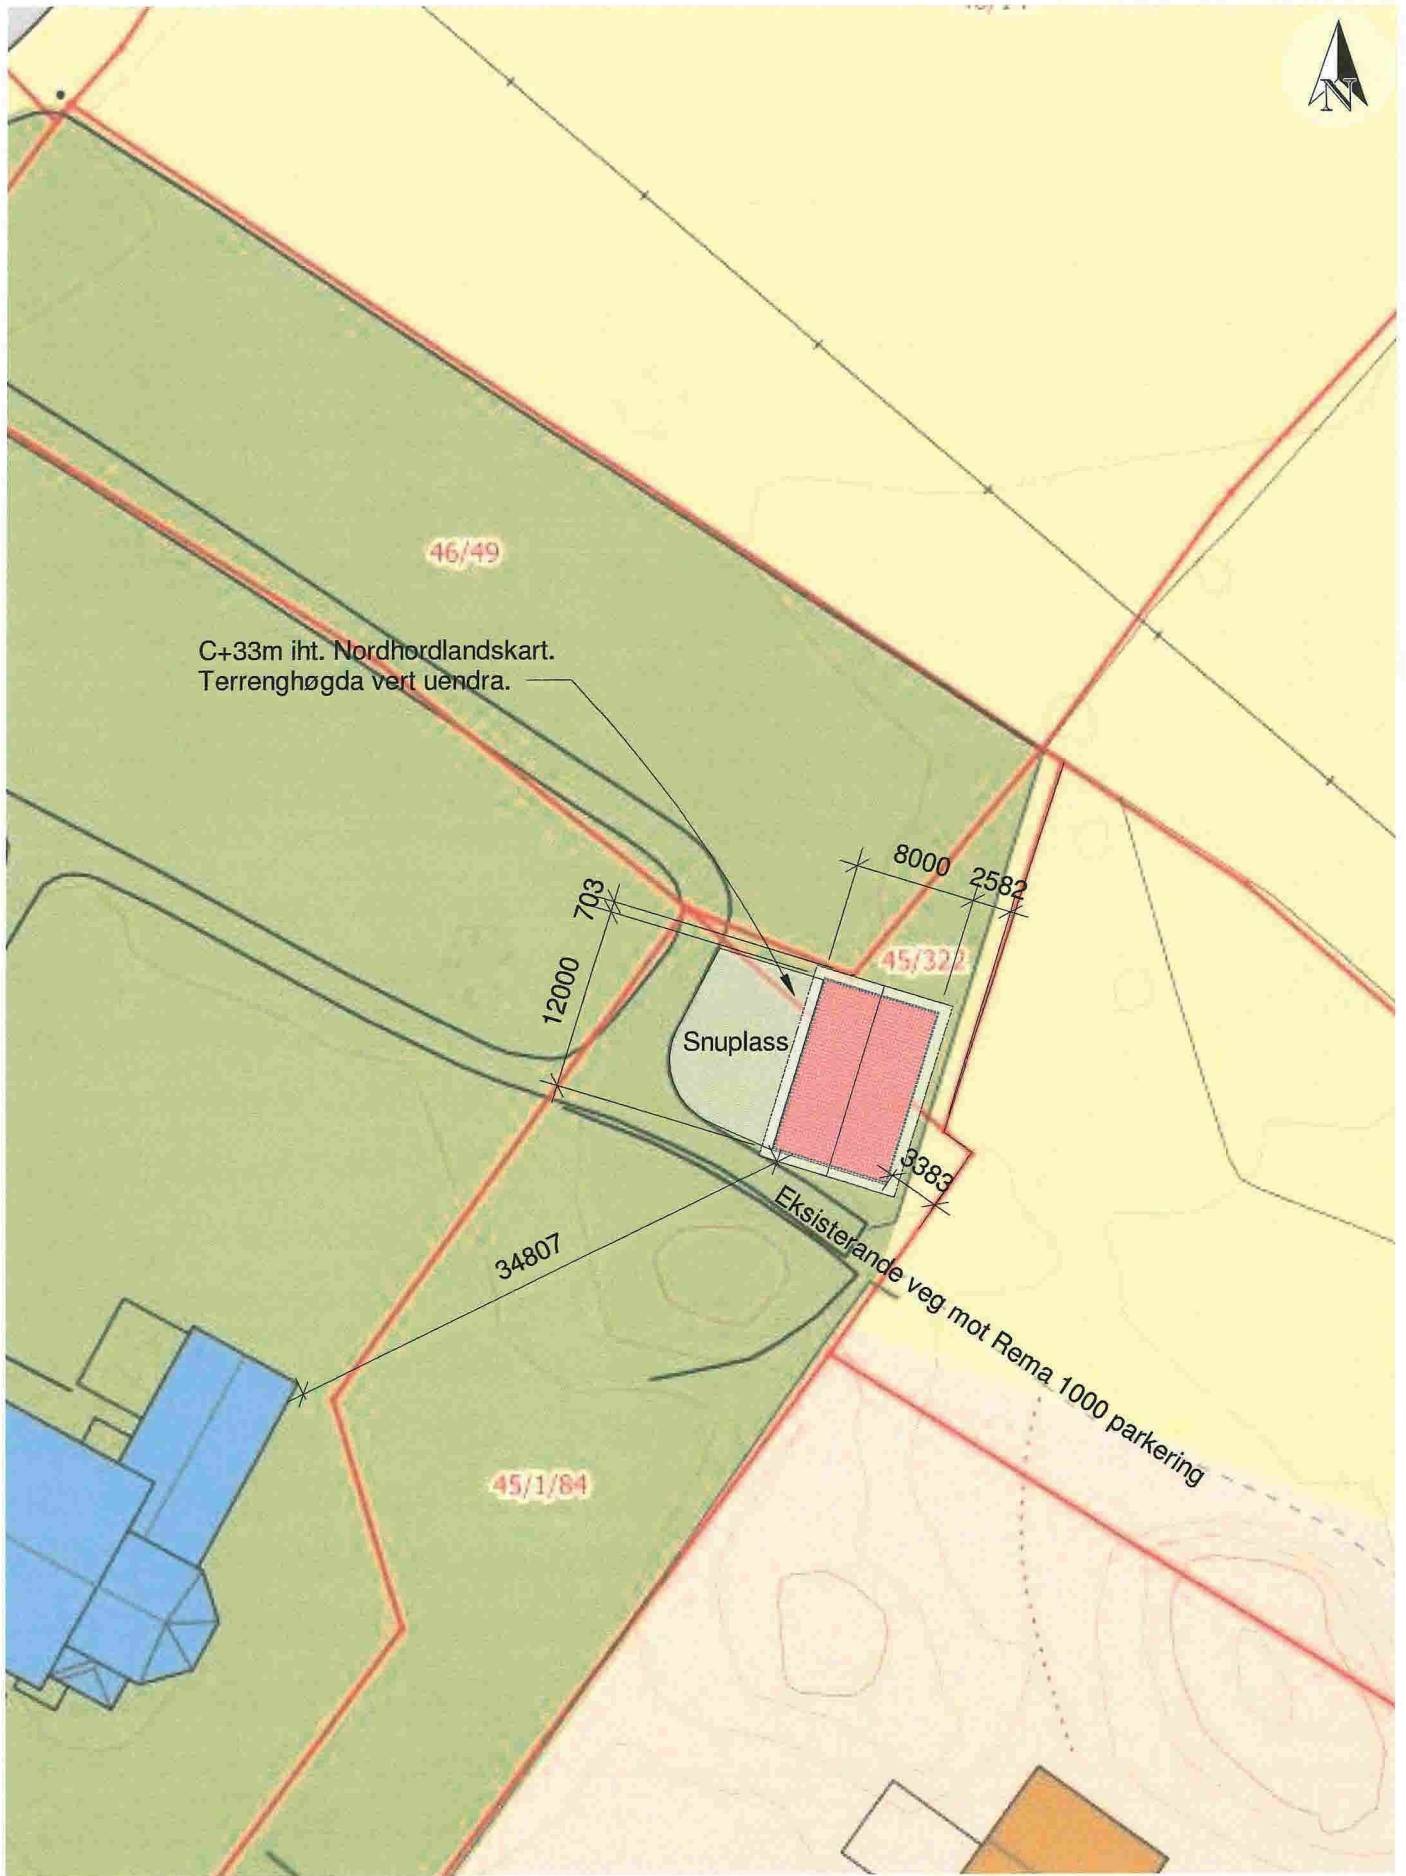 N
46/49
C+33m iht. Nordhordlandskart.
Terrenghøgda vert uendra.
8000
2582
703
45/322
12000
Snuplass
3383
Eksisterande veg mot Rema 1000 parkering
34807
45/1/84